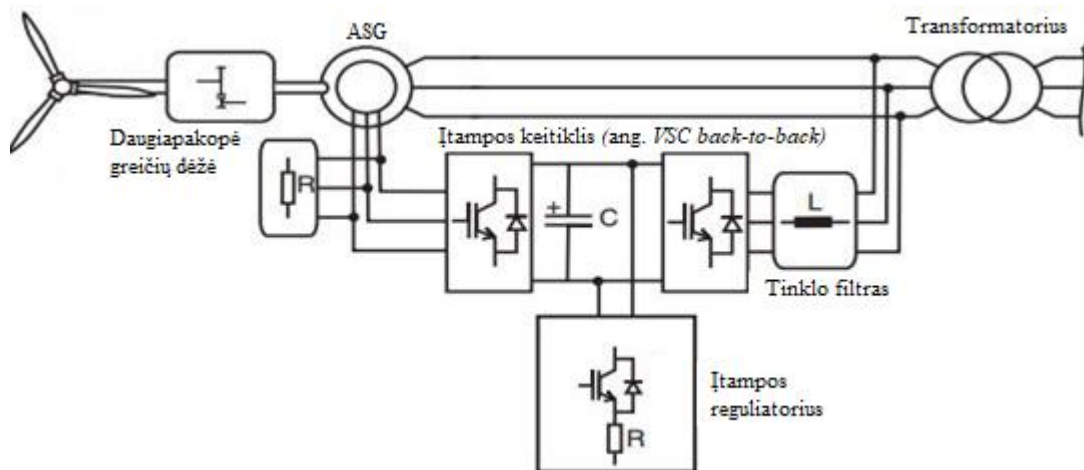 ASG
Transformatorius
Daugiapakopė
greičių dėžė
Įtampos keitiklis (ang. VSC back-to-back)
R
+
C
L
Tinklo filtras
Įtampos
reguliatorius
R